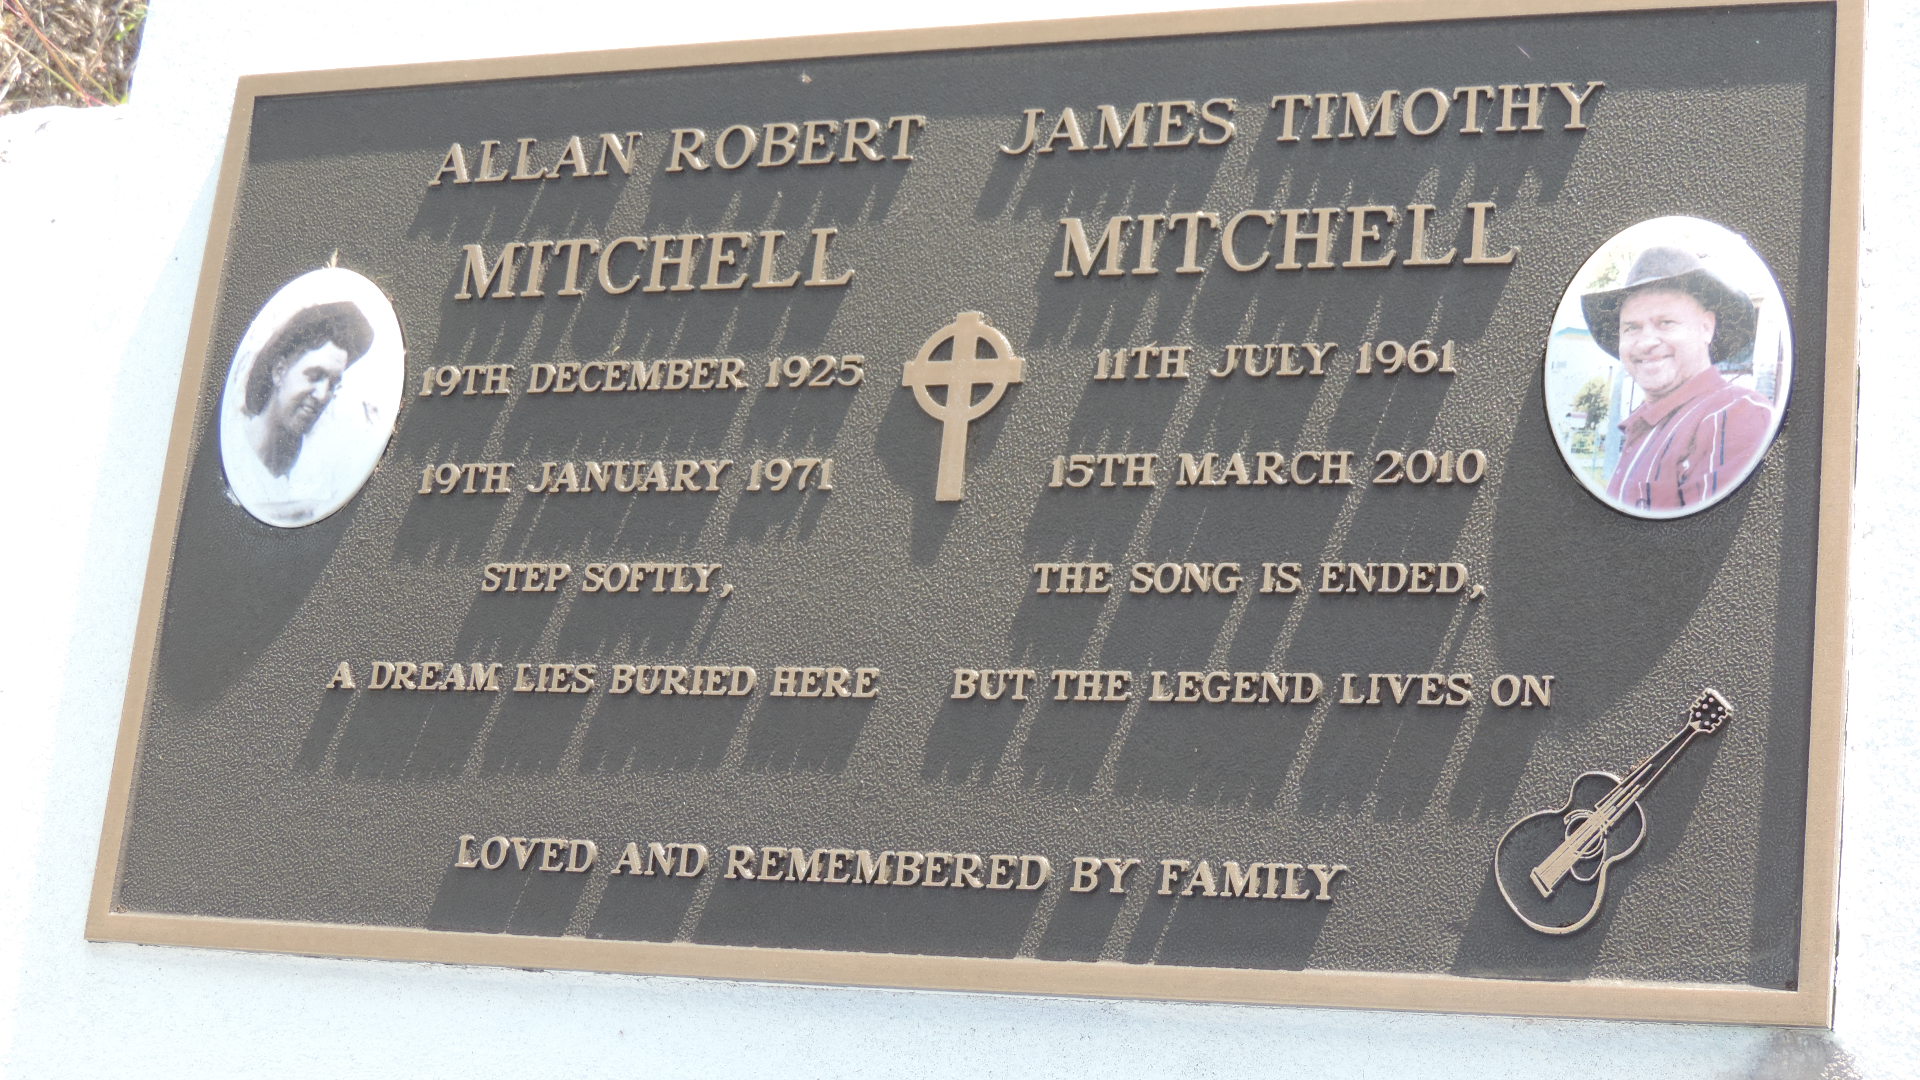 ALLAN ROBERT
MITCHELL
19TH DECEMBER 1925
19TH JANUARY 1971
STEP SOFTLY,
A DREAM LIES BURIED HERE
JAMES TIMOTHY
MITCHELL
11TH JULY 1961
15TH MARCH 2010
THE SONG IS ENDED,
BUT THE LEGEND LIVES ON
LOVED AND REMEMBERED BY FAMILY